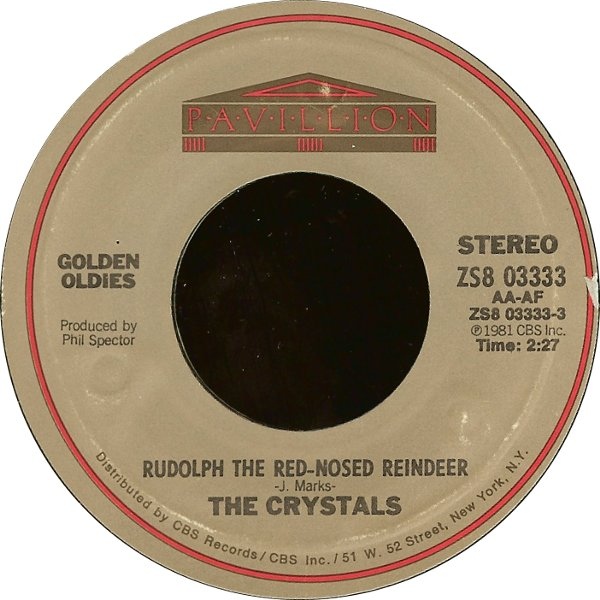 P·A·V·I·L·L·I·O·N
GOLDEN
OLDIES
Produced by
Phil Spector
STEREO
ZS8 03333
AA-AF
ZS8 03333-3
℗1981 CBS Inc.
Time: 2:27
RUDOLPH THE RED-NOSED REINDEER
-J. Marks-
THE CRYSTALS
Distributed by CBS Records/CBS Inc./51 W. 52 Street, New York, N.Y.